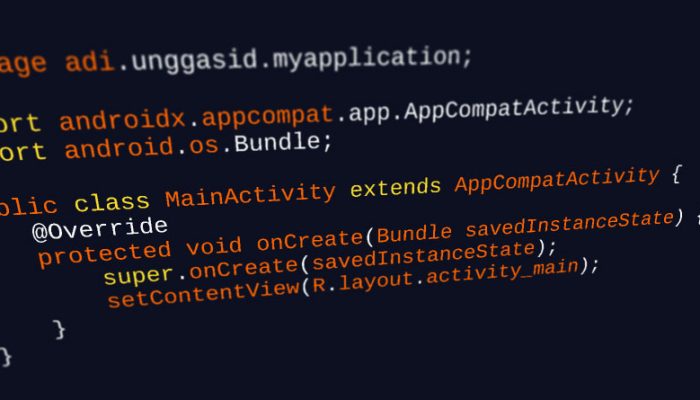 age adi.unggasid.myapplication;
ort androidx.appcompat.app.AppCompatActivity;
ort android.os.Bundle;
blic class MainActivity extends AppCompatActivity {
@Override
protected void onCreate(Bundle savedInstanceState) {
super.onCreate(savedInstanceState);
setContentView(R.layout.activity_main);
}
}